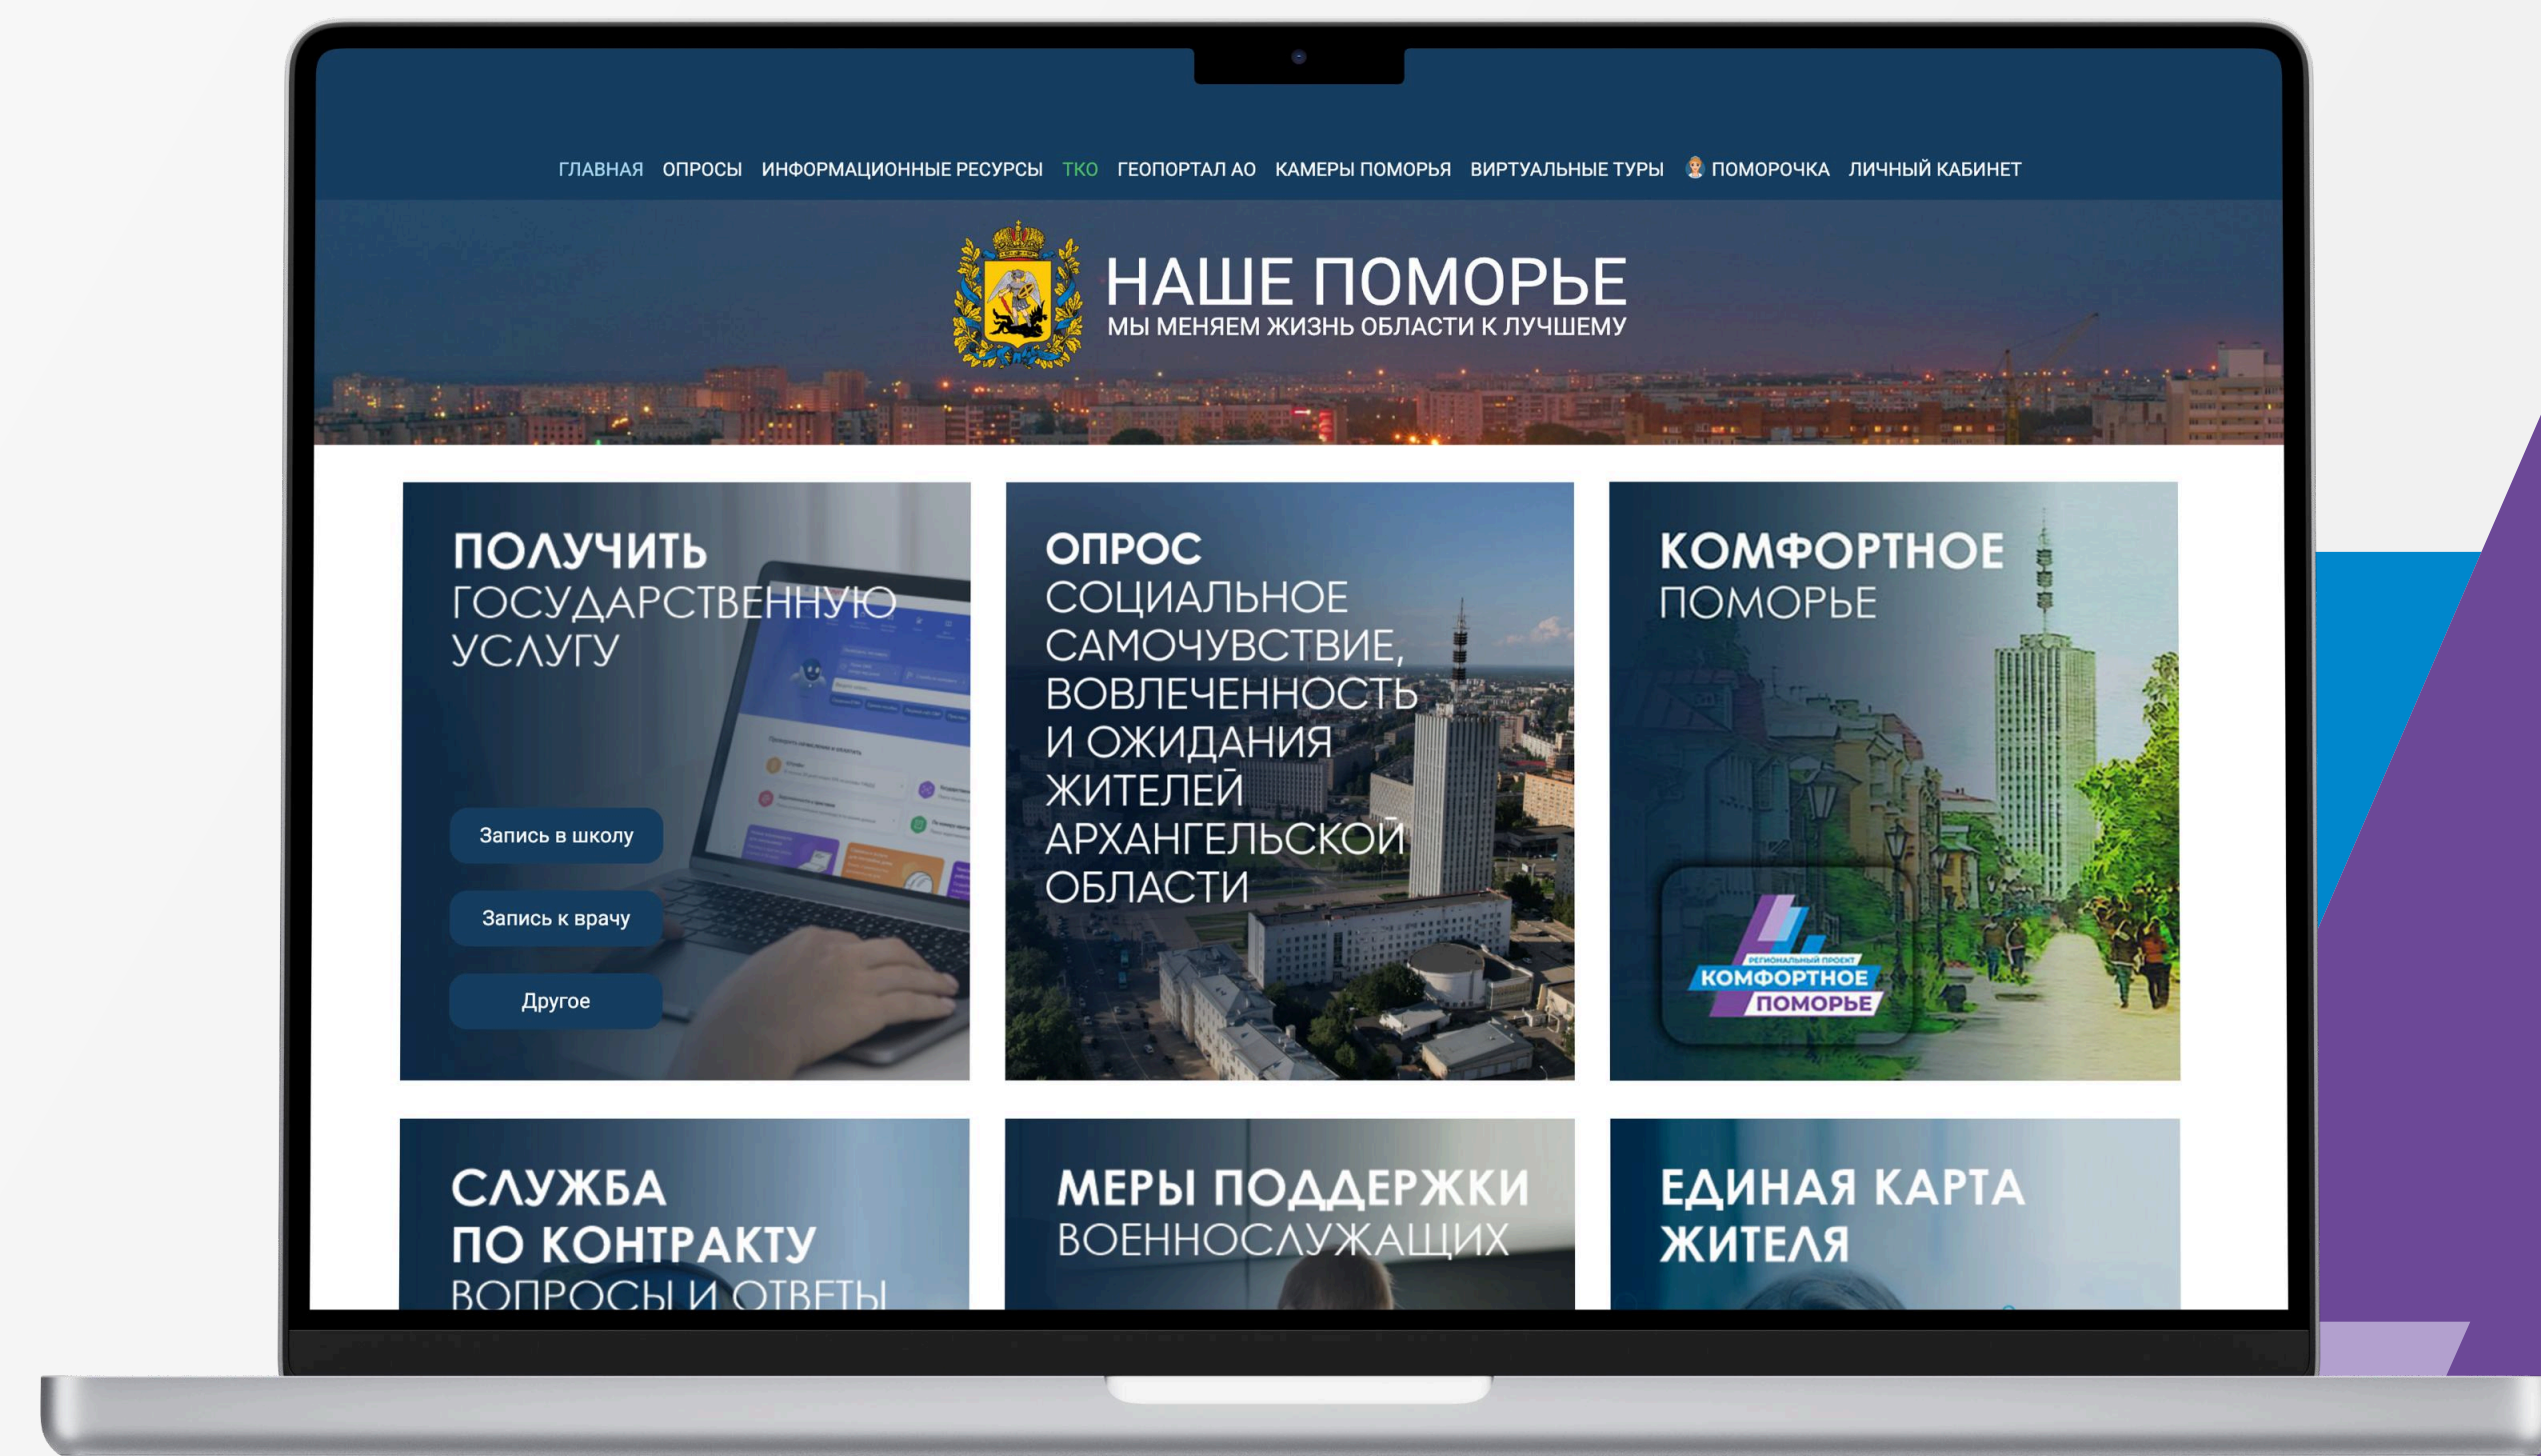 ГЛАВНАЯ ОПРОСЫ ИНФОРМАЦИОННЫЕ РЕСУРСЫ ТКО ГЕОПОРТАЛ АО КАМЕРЫ ПОМОРЬЯ ВИРТУАЛЬНЫЕ ТУРЫ ПОМОРОЧКА ЛИЧНЫЙ КАБИНЕТ
НАШЕ ПОМОРЬЕ
МЫ МЕНЯЕМ ЖИЗНЬ ОБЛАСТИ К ЛУЧШЕМУ
ПОЛУЧИТЬ
ГОСУДАРСТВЕННУЮ
УСЛУГУ
Запись в школу
Запись к врачу
Другое
ОПРОС
СОЦИАЛЬНОЕ
САМОЧУВСТВИЕ,
ВОВЛЕЧЕННОСТЬ
И ОЖИДАНИЯ
ЖИТЕЛЕЙ
АРХАНГЕЛЬСКОЙ
ОБЛАСТИ
КОМФОРТНОЕ
ПОМОРЬЕ
РЕГИОНАЛЬНЫЙ ПРОЕКТ
КОМФОРТНОЕ
ПОМОРЬЕ
СЛУЖБА
ПО КОНТРАКТУ
ВОПРОСЫ И ОТВЕТЫ
МЕРЫ ПОДДЕРЖКИ
ВОЕННОСЛУЖАЩИХ
ЕДИНАЯ КАРТА
ЖИТЕЛЯ